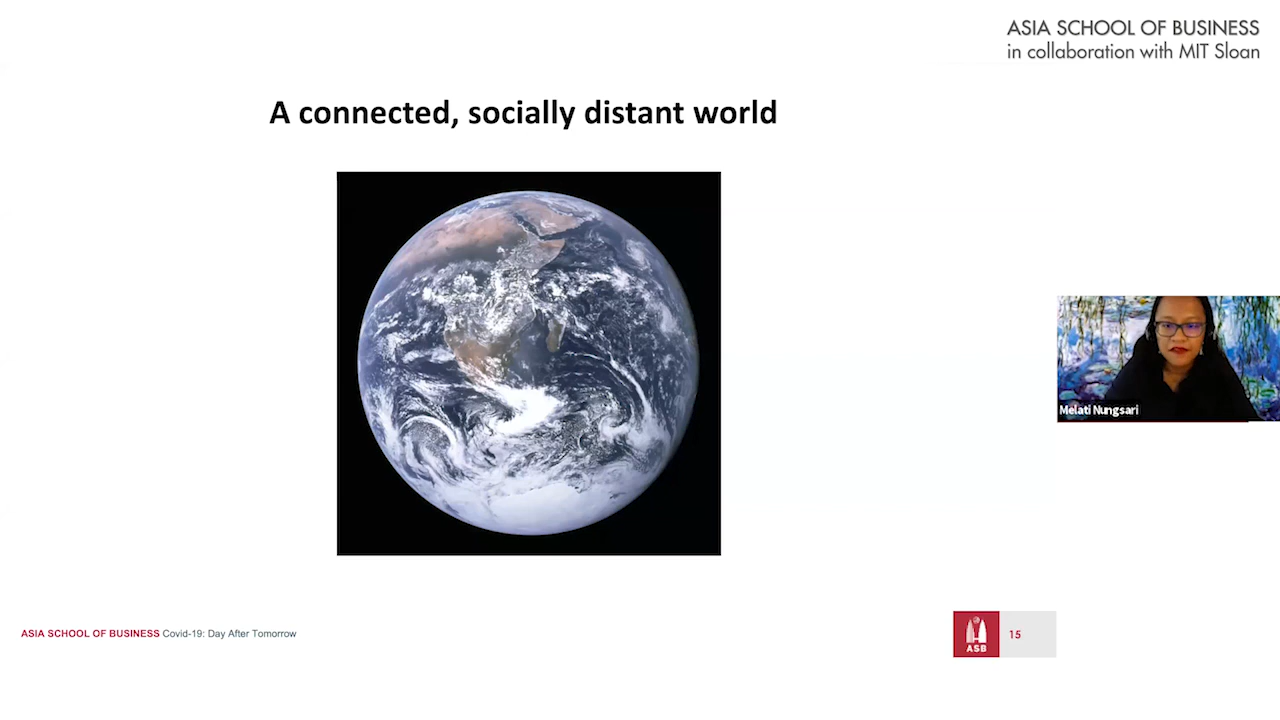 ASIA SCHOOL OF BUSINESS
in collaboration with MIT Sloan
A connected, socially distant world
Melati Nungsari
ASIA SCHOOL OF BUSINESS Covid-19: Day After Tomorrow
ASB
15